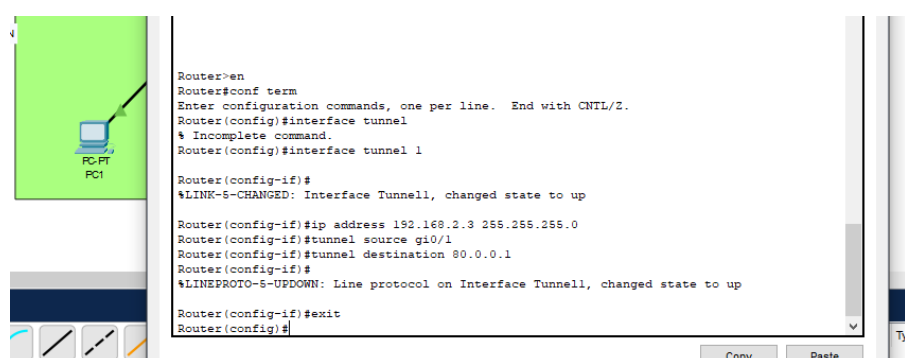 N
Router>en
Router#conf term
Enter configuration commands, one per line.  End with CNTL/Z.
Router(config)#interface tunnel
% Incomplete command.
Router(config)#interface tunnel 1
Router(config-if)#
%LINK-5-CHANGED: Interface Tunnel1, changed state to up
Router(config-if)#ip address 192.168.2.3 255.255.255.0
Router(config-if)#tunnel source gi0/1
Router(config-if)#tunnel destination 80.0.0.1
Router(config-if)#
%LINEPROTO-5-UPDOWN: Line protocol on Interface Tunnel1, changed state to up
Router(config-if)#exit
Router(config)#
PC-PT
PC1
Copy
Paste
Ty